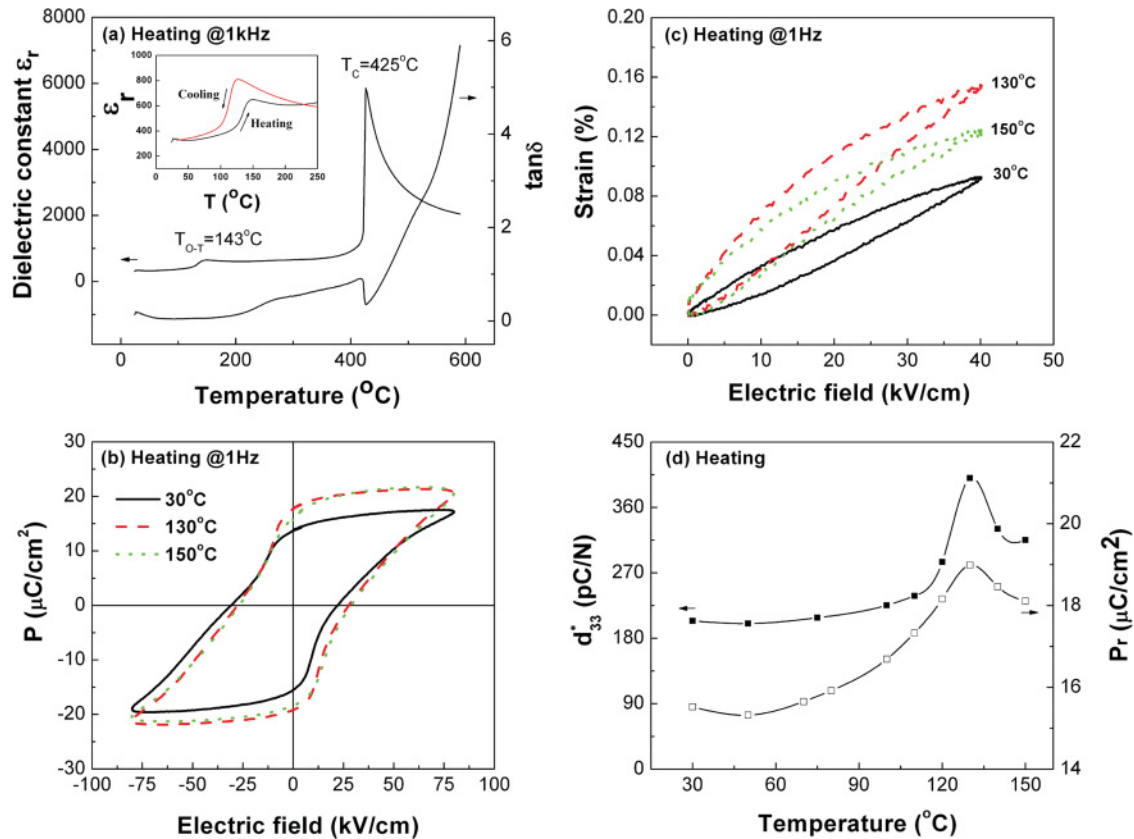 (a) Heating @1kHz
8000
6000
4000
2000
0
Dielectric constant εr
0
200
400
600
Temperature (°C)
6
5
4
3
2
1
0
tanδ
TC=425°C
TO-T=143°C
1000
800
600
400
200
εr
0
50
100
150
200
250
T (°C)
Cooling
Heating
(c) Heating @1Hz
0.16
0.12
0.08
0.04
0.00
Strain (%)
130°C
150°C
30°C
0
10
20
30
40
50
Electric field (kV/cm)
(b) Heating @1Hz
30
20
10
0
-10
-20
-30
P (μC/cm2)
30°C
130°C
150°C
-100
-75
-50
-25
0
25
50
75
100
Electric field (kV/cm)
(d) Heating
450
360
270
180
90
0
d*33 (pC/N)
22
20
18
16
14
Pr (μC/cm2)
30
60
90
120
150
Temperature (°C)